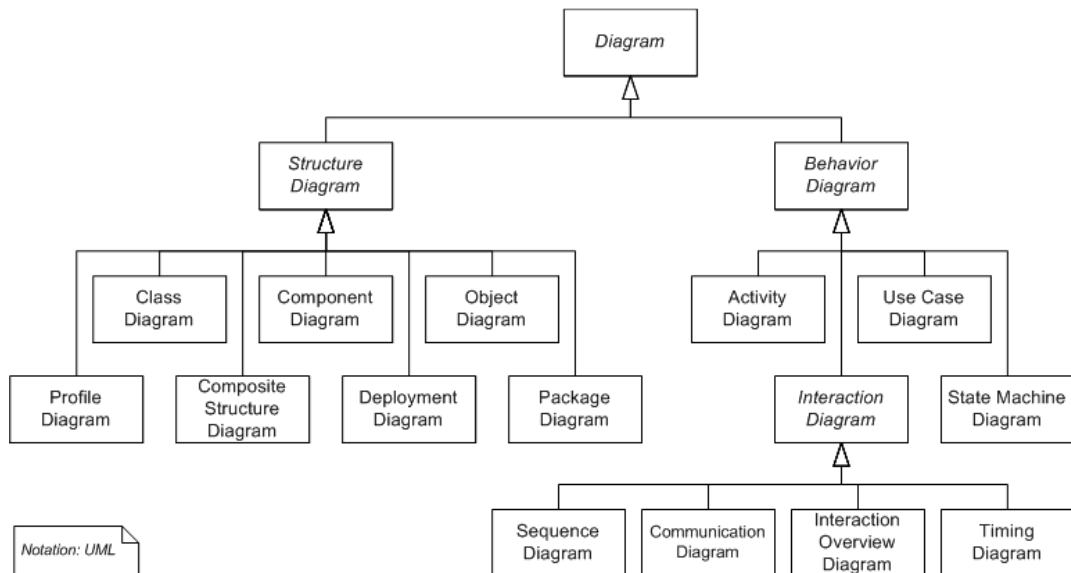 Diagram
Structure
Diagram
Behavior
Diagram
Class
Diagram
Component
Diagram
Object
Diagram
Activity
Diagram
Use Case
Diagram
Profile
Diagram
Composite
Structure
Diagram
Deployment
Diagram
Package
Diagram
Interaction
Diagram
State Machine
Diagram
Sequence
Diagram
Communication
Diagram
Interaction
Overview
Diagram
Timing
Diagram
Notation: UML